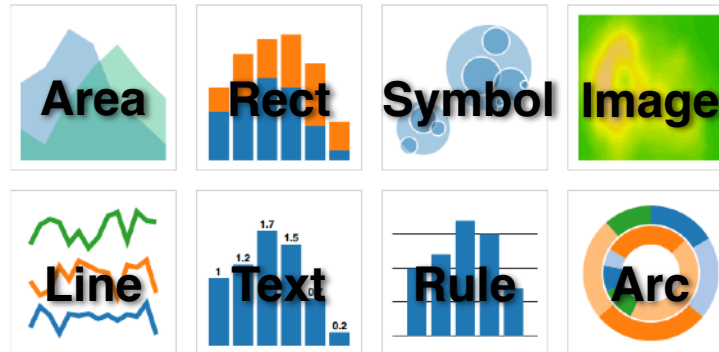 Area
Rect
Symbol
Image
Line
Text
Rule
Arc
1
1.2
1.7
1.5
0.2